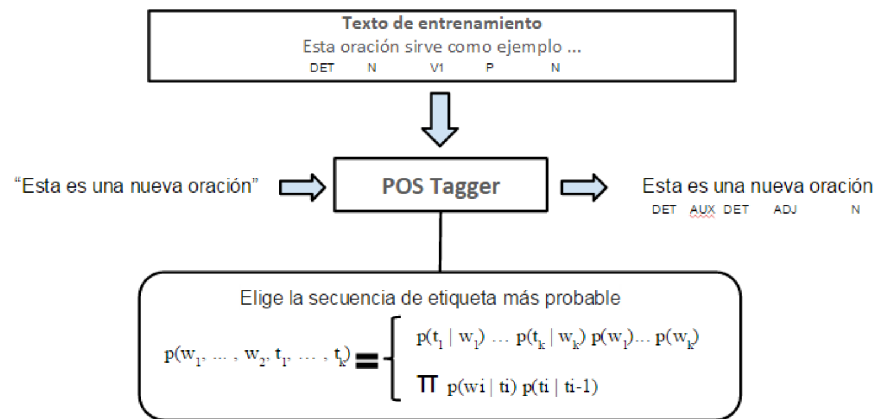 Texto de entrenamiento
Esta oración sirve como ejemplo ...
DET N V1 P N
“Esta es una nueva oración”
POS Tagger
Esta es una nueva oración
DET AUX DET ADJ N
Elige la secuencia de etiqueta más probable
p(w₁, ... , w₂, t₁, ... , tₖ) =
p(t₁ | w₁) ... p(tₖ | wₖ) p(w₁)... p(wₖ)
π p(wi | ti) p(ti | ti-1)